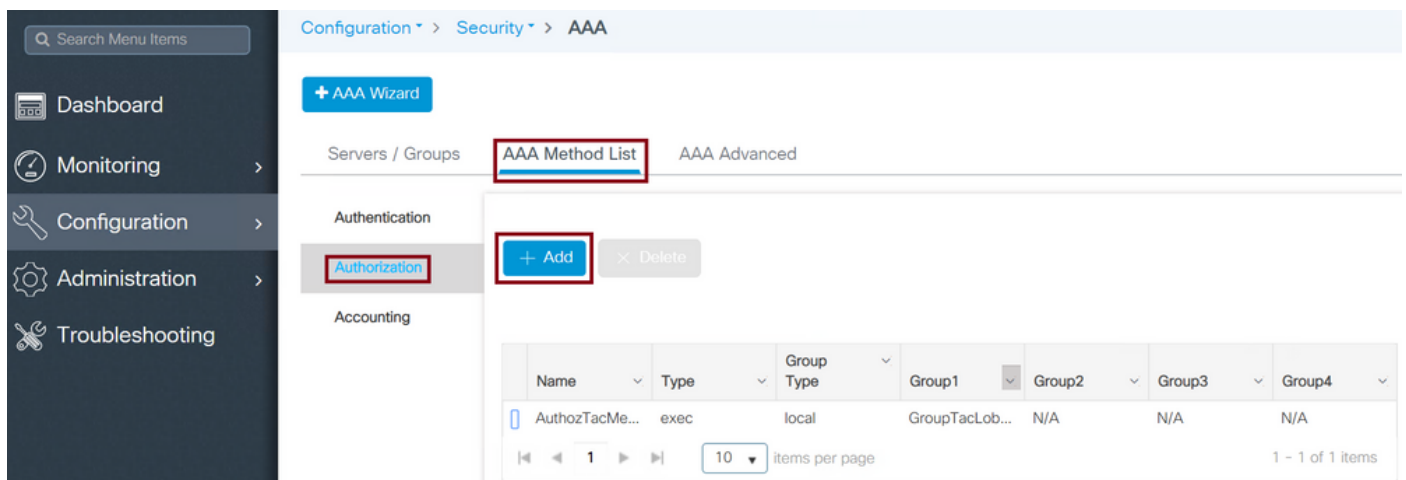 Search Menu Items
Dashboard
Monitoring
Configuration
Administration
Troubleshooting
Configuration > Security > AAA
+ AAA Wizard
Servers / Groups AAA Method List AAA Advanced
Authentication
Authorization
Accounting
+ Add × Delete
Name Type Group Type Group1 Group2 Group3 Group4
AuthozTacMe... exec local GroupTacLob... N/A N/A N/A
1 10 items per page 1 - 1 of 1 items